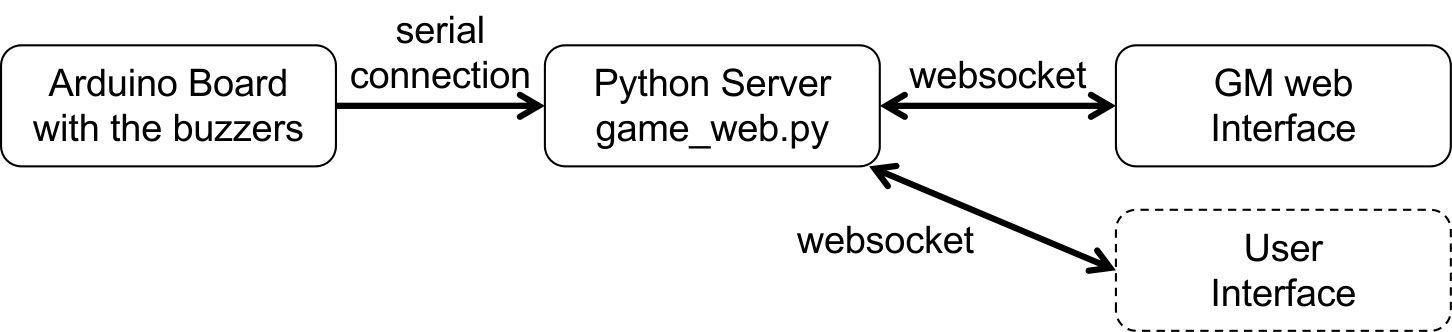 serial
connection
Arduino Board
with the buzzers
Python Server
game_web.py
websocket
GM web
Interface
websocket
User
Interface